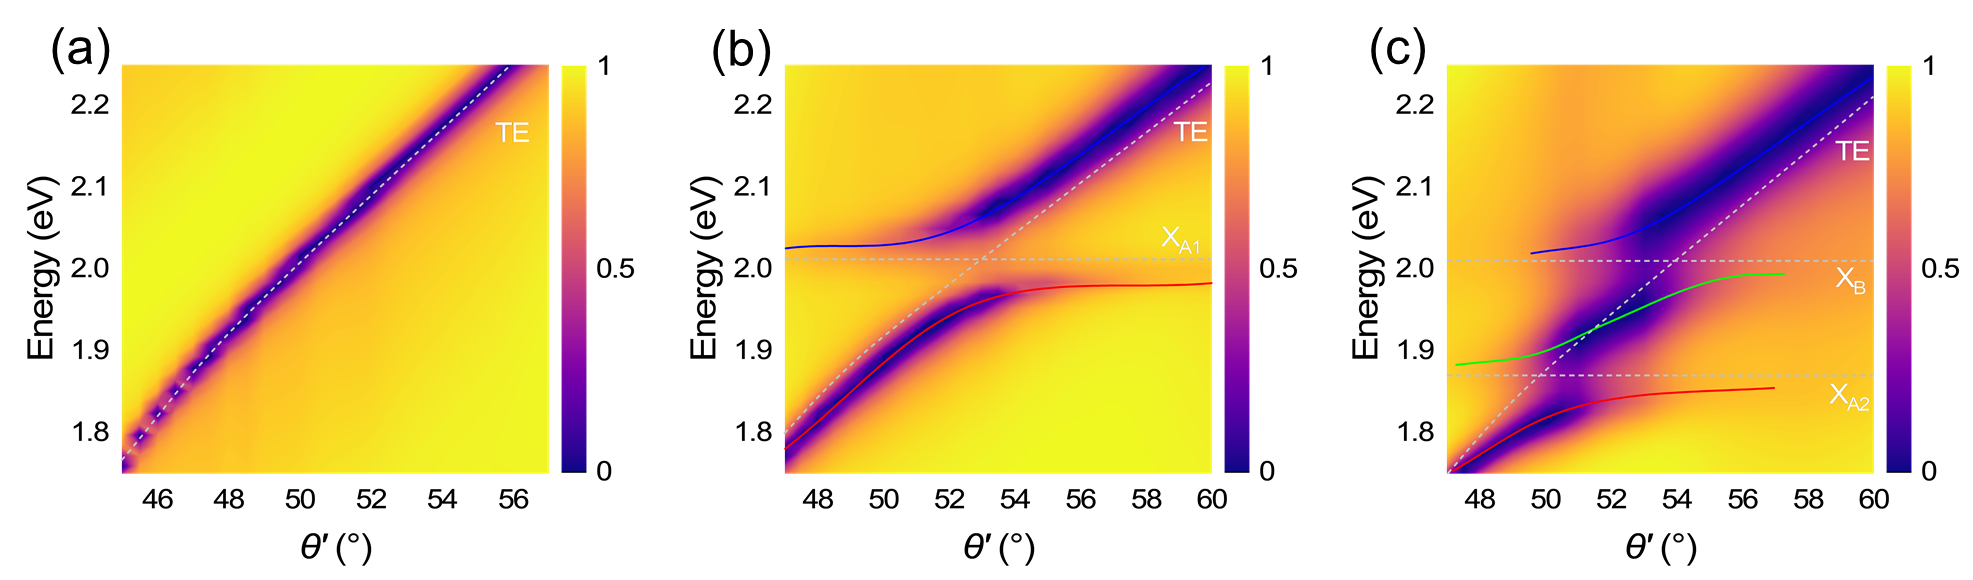 (a)
Energy (eV)
2.2
2.1
2.0
1.9
1.8
46 48 50 52 54 56
θ′ (°)
TE
1
0.5
0
(b)
Energy (eV)
2.2
2.1
2.0
1.9
1.8
48 50 52 54 56 58 60
θ′ (°)
TE
XA1
1
0.5
0
(c)
Energy (eV)
2.2
2.1
2.0
1.9
1.8
48 50 52 54 56 58 60
θ′ (°)
TE
XB
XA2
1
0.5
0